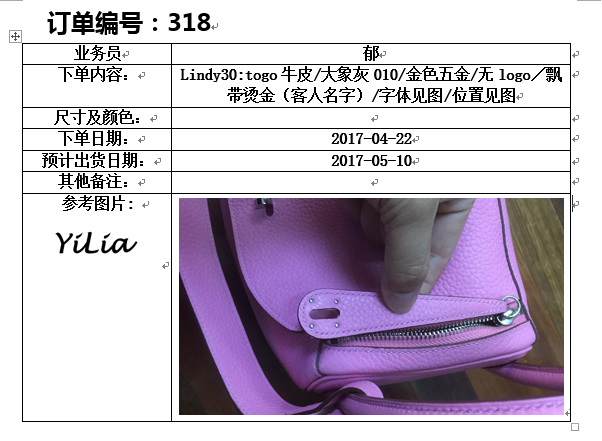 订单编号：318
业务员 郁
下单内容： Lindy30:togo 牛皮/大象灰 010/金色五金/无 logo／飘
带烫金（客人名字）/字体见图/位置见图
尺寸及颜色：
下单日期： 2017-04-22
预计出货日期： 2017-05-10
其他备注：
参考图片：
YiLia